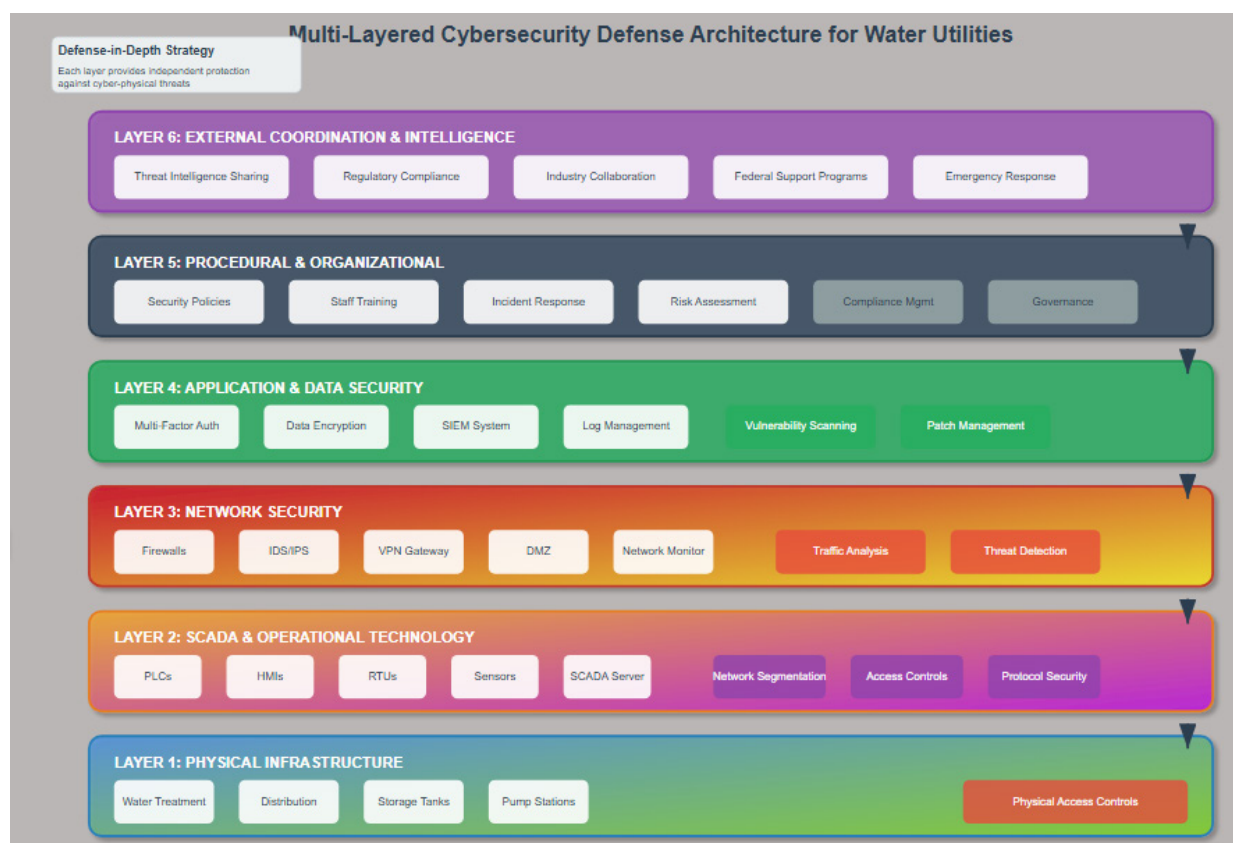 Multi-Layered Cybersecurity Defense Architecture for Water Utilities
Defense-in-Depth Strategy
Each layer provides independent protection
against cyber-physical threats
LAYER 6: EXTERNAL COORDINATION & INTELLIGENCE
Threat Intelligence Sharing
Regulatory Compliance
Industry Collaboration
Federal Support Programs
Emergency Response
LAYER 5: PROCEDURAL & ORGANIZATIONAL
Security Policies
Staff Training
Incident Response
Risk Assessment
Compliance Mgmt
Governance
LAYER 4: APPLICATION & DATA SECURITY
Multi-Factor Auth
Data Encryption
SIEM System
Log Management
Vulnerability Scanning
Patch Management
LAYER 3: NETWORK SECURITY
Firewalls
IDS/IPS
VPN Gateway
DMZ
Network Monitor
Traffic Analysis
Threat Detection
LAYER 2: SCADA & OPERATIONAL TECHNOLOGY
PLCs
HMIs
RTUs
Sensors
SCADA Server
Network Segmentation
Access Controls
Protocol Security
LAYER 1: PHYSICAL INFRASTRUCTURE
Water Treatment
Distribution
Storage Tanks
Pump Stations
Physical Access Controls